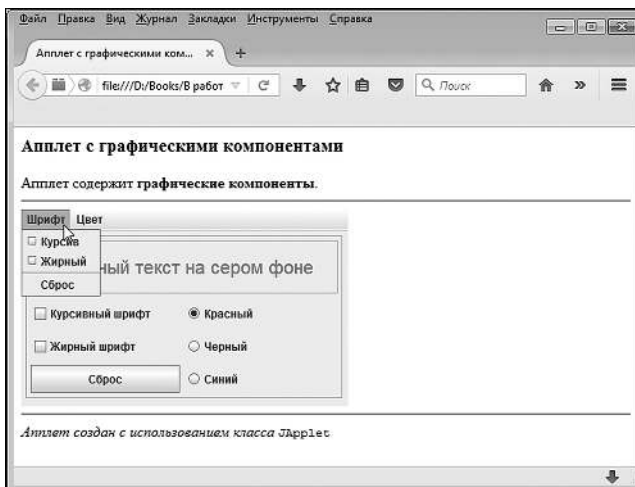 Файл Правка Вид Журнал Закладки Инструменты Справка
Апплет с графическими ком... × +
file:///D:/Books/В работ
Поиск
Апплет с графическими компонентами
Апплет содержит графические компоненты.
Шрифт Цвет
Курсив
Жирный
Сброс
ный текст на сером фоне
Курсивный шрифт Красный
Жирный шрифт Черный
Сброс Синий
Апплет создан с использованием класса JApplet